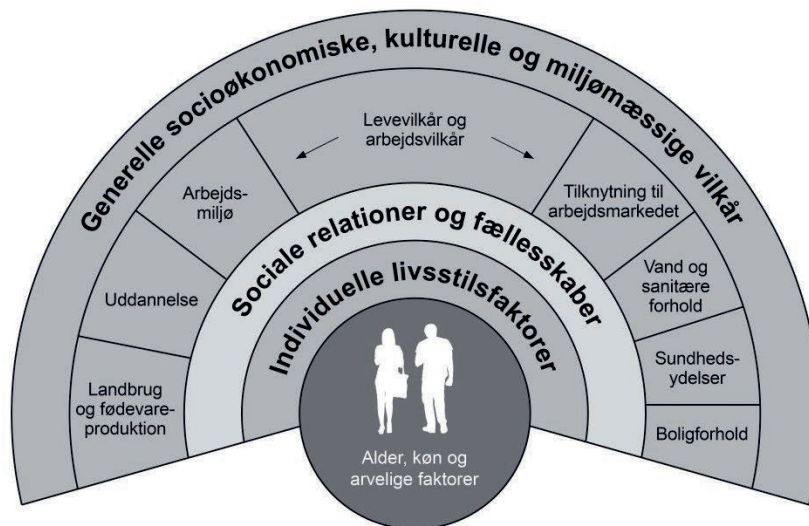 Generelle socioøkonomiske, kulturelle og miljømæssige vilkår
Levevilkår og
arbejdsvilkår
Arbejds-
miljø
Tilknytning til
arbejdsmarkedet
Sociale relationer og fællesskaber
Uddannelse
Vand og
sanitære
forhold
Individuelle livsstilsfaktorer
Landbrug
og fødevare-
produktion
Sundheds-
ydelser
Boligforhold
Alder, køn og
arvelige faktorer